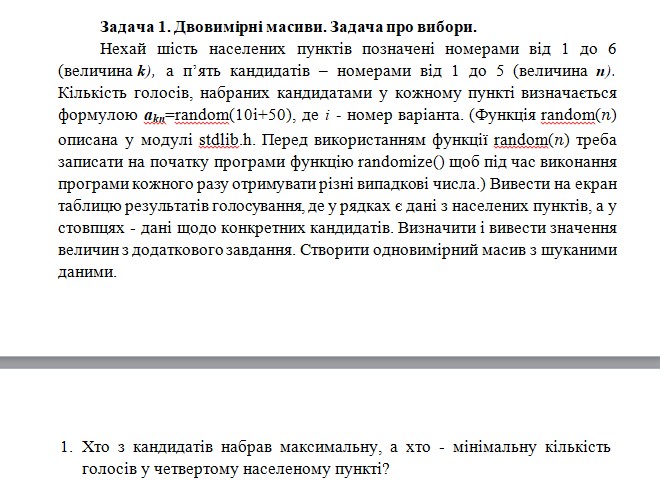 Задача 1. Двовимірні масиви. Задача про вибори.
Нехай шість населених пунктів позначені номерами від 1 до 6
(величина k), а п’ять кандидатів – номерами від 1 до 5 (величина n).
Кількість голосів, набраних кандидатами у кожному пункті визначається
формулою akn=random(10i+50), де i - номер варіанта. (Функція random(n)
описана у модулі stdlib.h. Перед використанням функції random(n) треба
записати на початку програми функцію randomize() щоб під час виконання
програми кожного разу отримувати різні випадкові числа.) Вивести на екран
таблицю результатів голосування, де у рядках є дані з населених пунктів, а у
стовпцях - дані щодо конкретних кандидатів. Визначити і вивести значення
величин з додаткового завдання. Створити одновимірний масив з шуканими
даними.
1. Хто з кандидатів набрав максимальну, а хто - мінімальну кількість
голосів у четвертому населеному пункті?